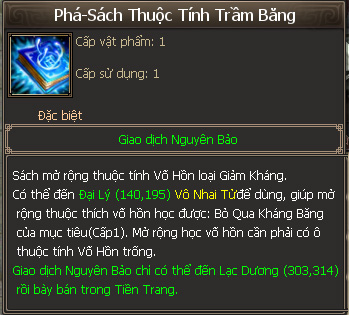 Phá-Sách Thuộc Tính Trầm Băng
Cấp vật phẩm: 1
Cấp sử dụng: 1
Đặc biệt
Giao dịch Nguyên Bảo
Sách mở rộng thuộc tính Võ Hồn loại Giảm Kháng.
Có thể đến Đại Lý (140,195) Vô Nhai Tửđể dùng, giúp mở
rộng thuộc thích võ hồn học được: Bỏ Qua Kháng Băng
của mục tiêu(Cấp1). Mở rộng học võ hồn cần phải có ô
thuộc tính Võ Hồn trống.
Giao dịch Nguyên Bảo chỉ có thể đến Lạc Dương (303,314)
rồi bày bán trong Tiền Trang.